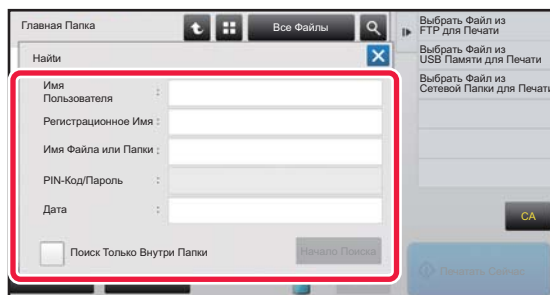 Главная Папка
Все Файлы
Выбрать Файл из
FTP для Печати
Выбрать Файл из
USB Памяти для Печати
Выбрать Файл из
Сетевой Папки для Печати
Найти
Имя
Пользователя :
Регистрационное Имя :
Имя Файла или Папки :
PIN-Код/Пароль :
Дата :
Поиск Только Внутри Папки
Начало Поиска
CA
Печатать Сейчас